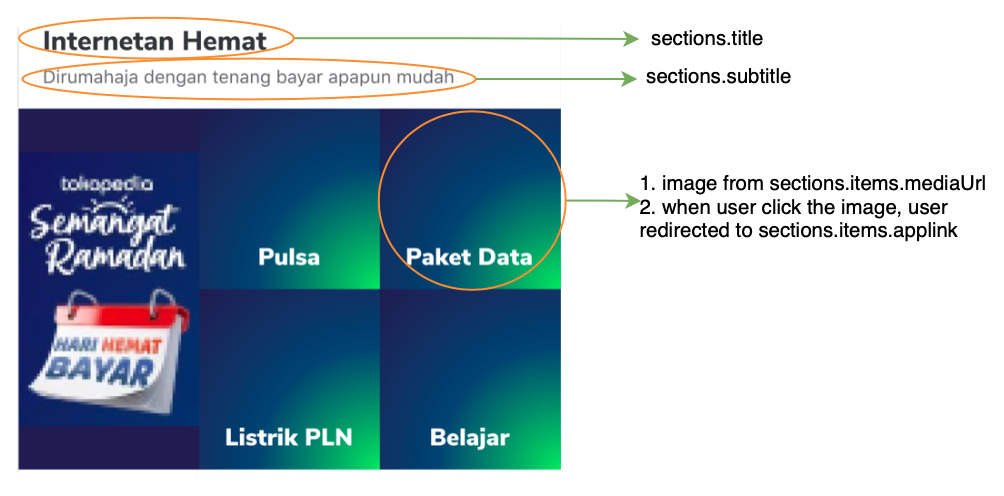 Internetan Hemat
sections.title
Dirumahaja dengan tenang bayar apapun mudah
sections.subtitle
tokopedia
Semangat
Ramadan
HARI HEMAT
BAYAR
Pulsa
Paket Data
Listrik PLN
Belajar
1. image from sections.items.mediaUrl
2. when user click the image, user
redirected to sections.items.applink